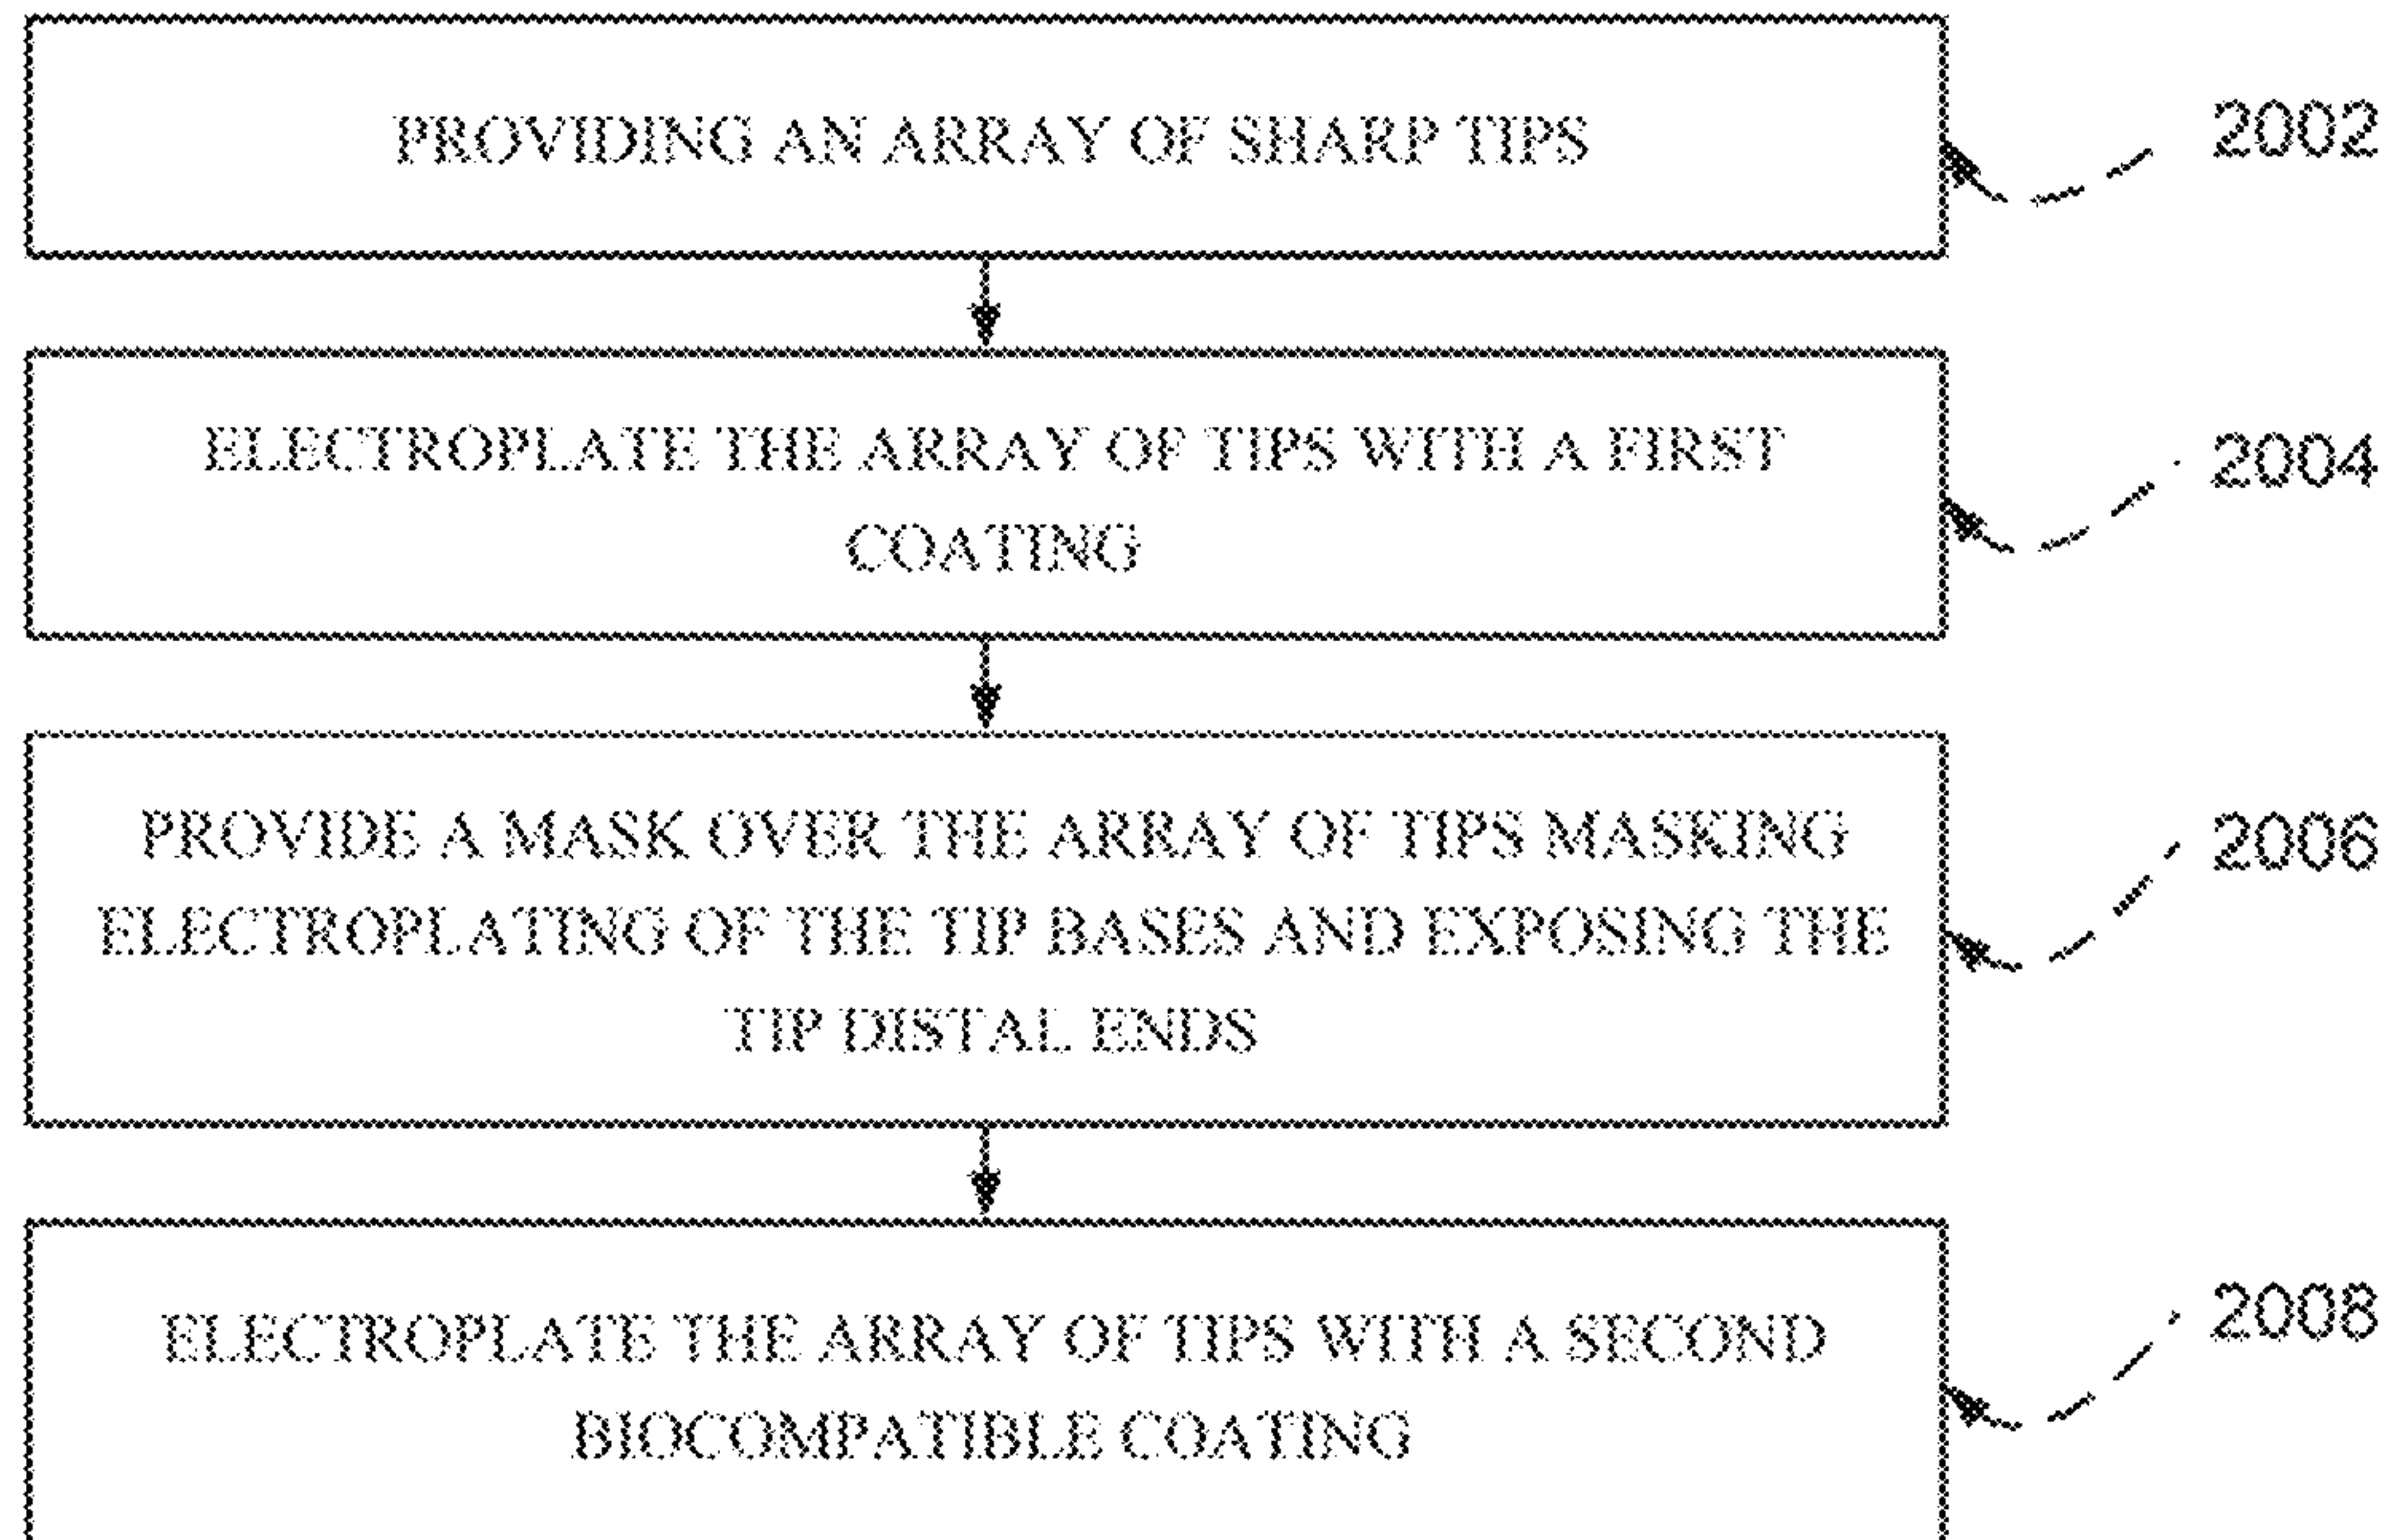 PROVIDING AN ARRAY OF SHARP TIPS
2002
ELECTROPLATE THE ARRAY OF TIPS WITH A FIRST
COATING
2004
PROVIDE A MASK OVER THE ARRAY OF TIPS MASKING
ELECTROPLATING OF THE TIP BASES AND EXPOSING THE
TIP DISTAL ENDS
2006
ELECTROPLATE THE ARRAY OF TIPS WITH A SECOND
BIOCOMPATIBLE COATING
2008